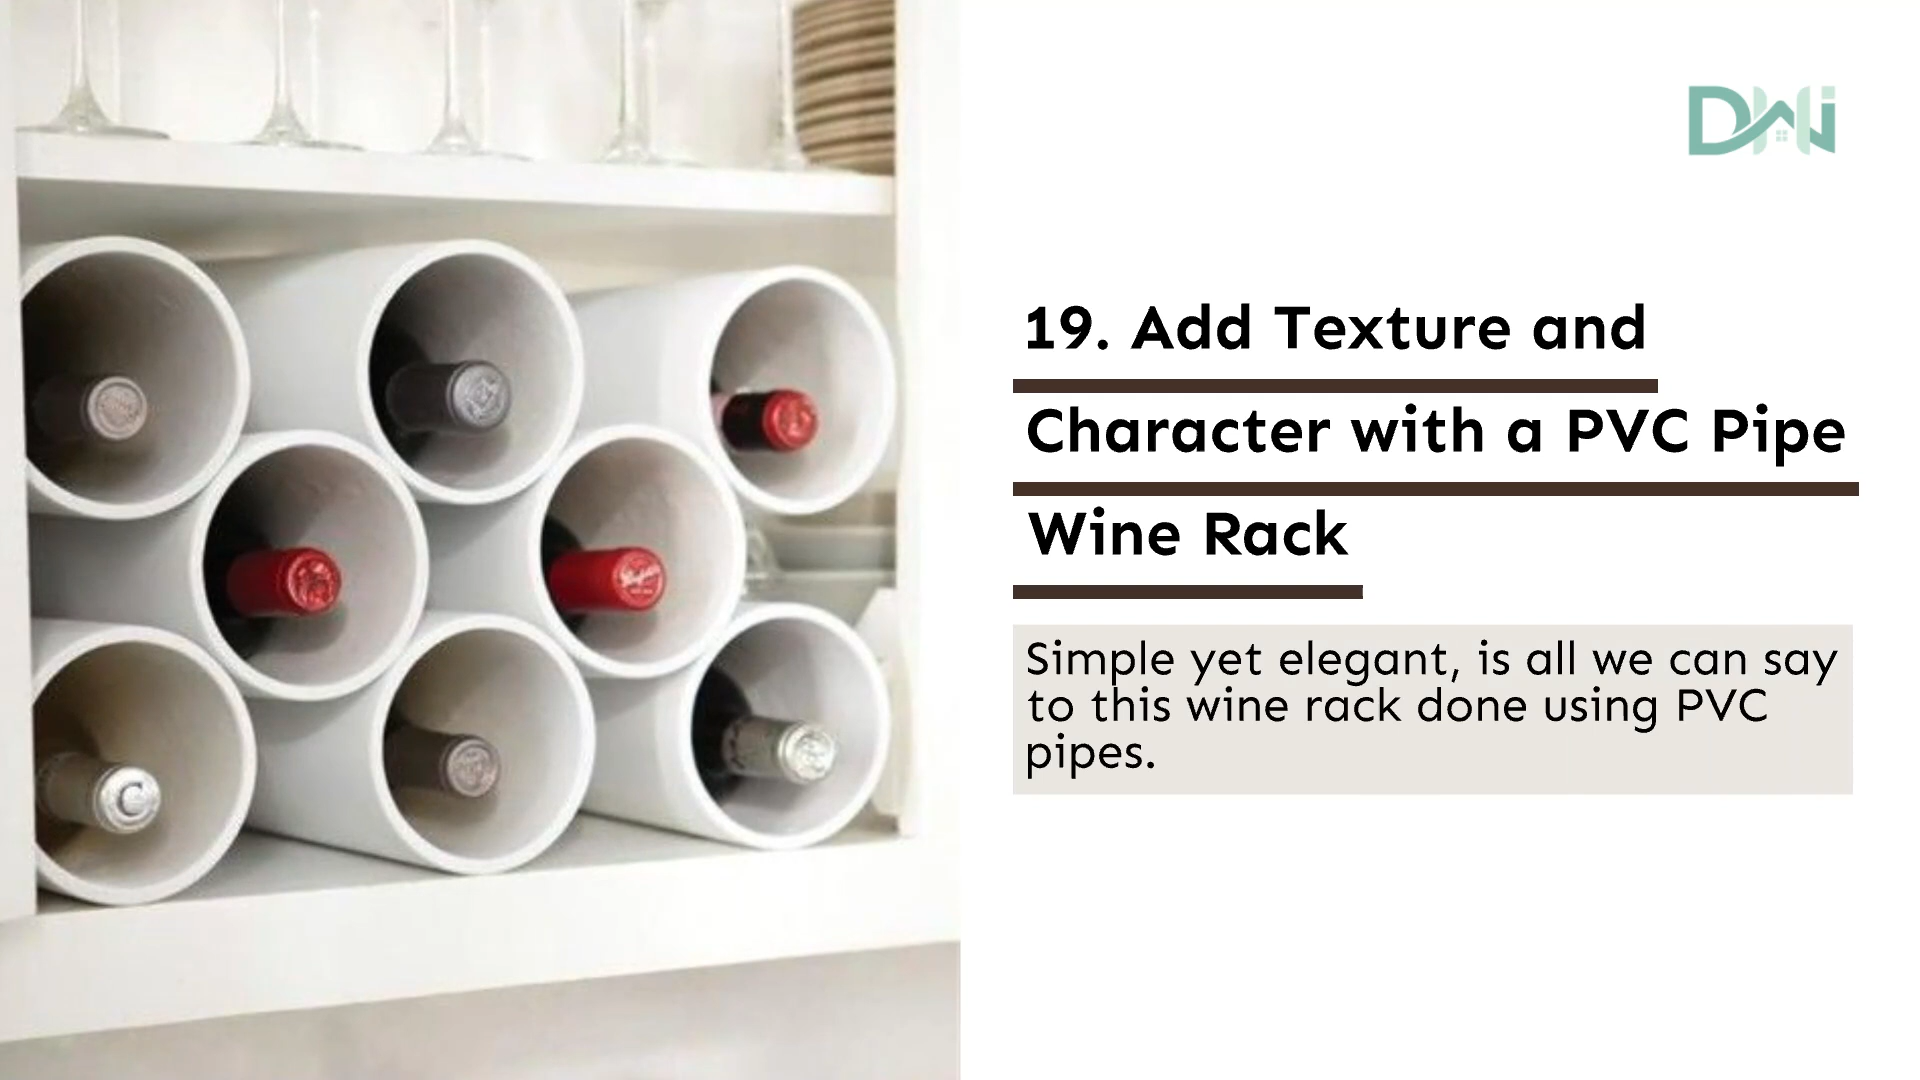 DHI
19. Add Texture and
Character with a PVC Pipe
Wine Rack
Simple yet elegant, is all we can say
to this wine rack done using PVC
pipes.